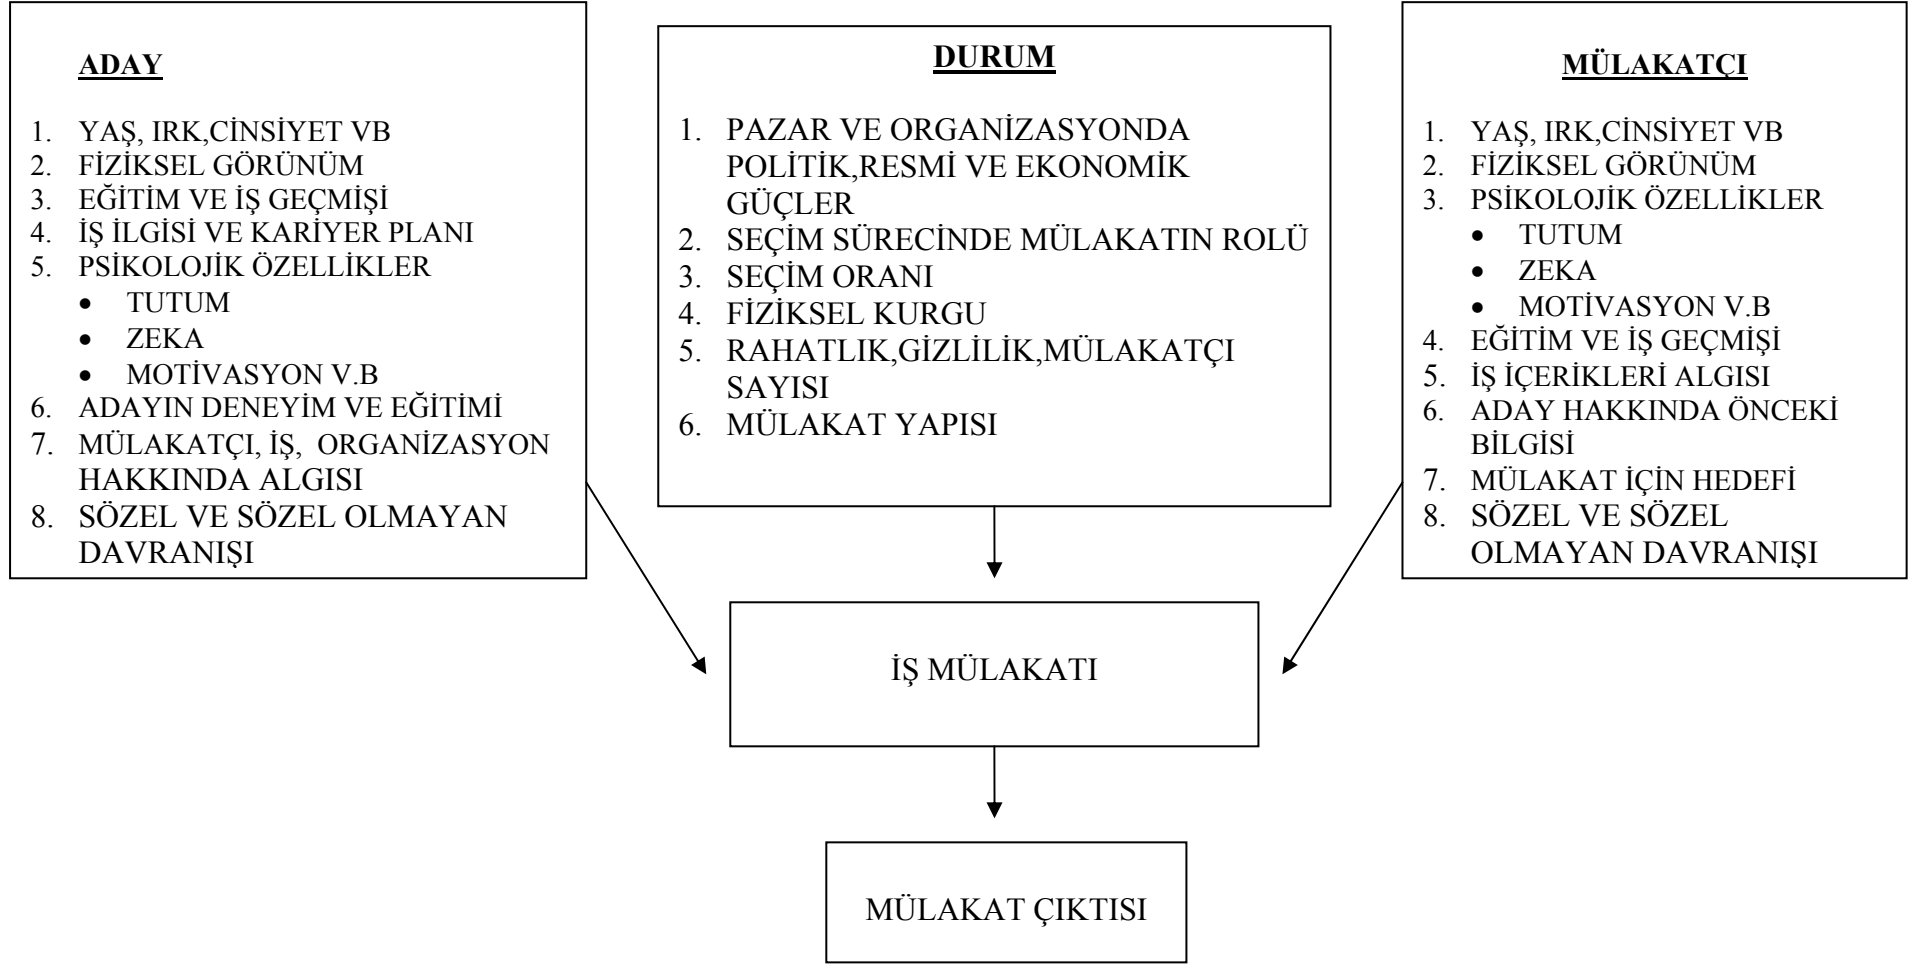 ADAY
1. YAŞ, IRK,CİNSİYET VB
2. FİZİKSEL GÖRÜNÜM
3. EĞİTİM VE İŞ GEÇMİŞİ
4. İŞ İLGİSİ VE KARİYER PLANI
5. PSİKOLOJİK ÖZELLİKLER
• TUTUM
• ZEKA
• MOTİVASYON V.B
6. ADAYIN DENEYİM VE EĞİTİMİ
7. MÜLAKATÇI, İŞ, ORGANİZASYON
HAKKINDA ALGISI
8. SÖZEL VE SÖZEL OLMAYAN
DAVRANIŞI
DURUM
1. PAZAR VE ORGANİZASYONDA
POLİTİK,RESMİ VE EKONOMİK
GÜÇLER
2. SEÇİM SÜRECİNDE MÜLAKATIN ROLÜ
3. SEÇİM ORANI
4. FİZİKSEL KURGU
5. RAHATLIK,GİZLİLİK,MÜLAKATÇI
SAYISI
6. MÜLAKAT YAPISI
MÜLAKATÇI
1. YAŞ, IRK,CİNSİYET VB
2. FİZİKSEL GÖRÜNÜM
3. PSİKOLOJİK ÖZELLİKLER
• TUTUM
• ZEKA
• MOTİVASYON V.B
4. EĞİTİM VE İŞ GEÇMİŞİ
5. İŞ İÇERİKLERİ ALGISI
6. ADAY HAKKINDA ÖNCEKİ
BİLGİSİ
7. MÜLAKAT İÇİN HEDEFİ
8. SÖZEL VE SÖZEL
OLMAYAN DAVRANIŞI
İŞ MÜLAKATI
MÜLAKAT ÇIKTISI